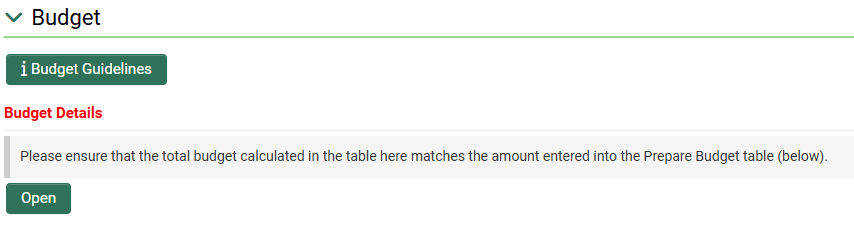 Budget
i Budget Guidelines
Budget Details
Please ensure that the total budget calculated in the table here matches the amount entered into the Prepare Budget table (below).
Open